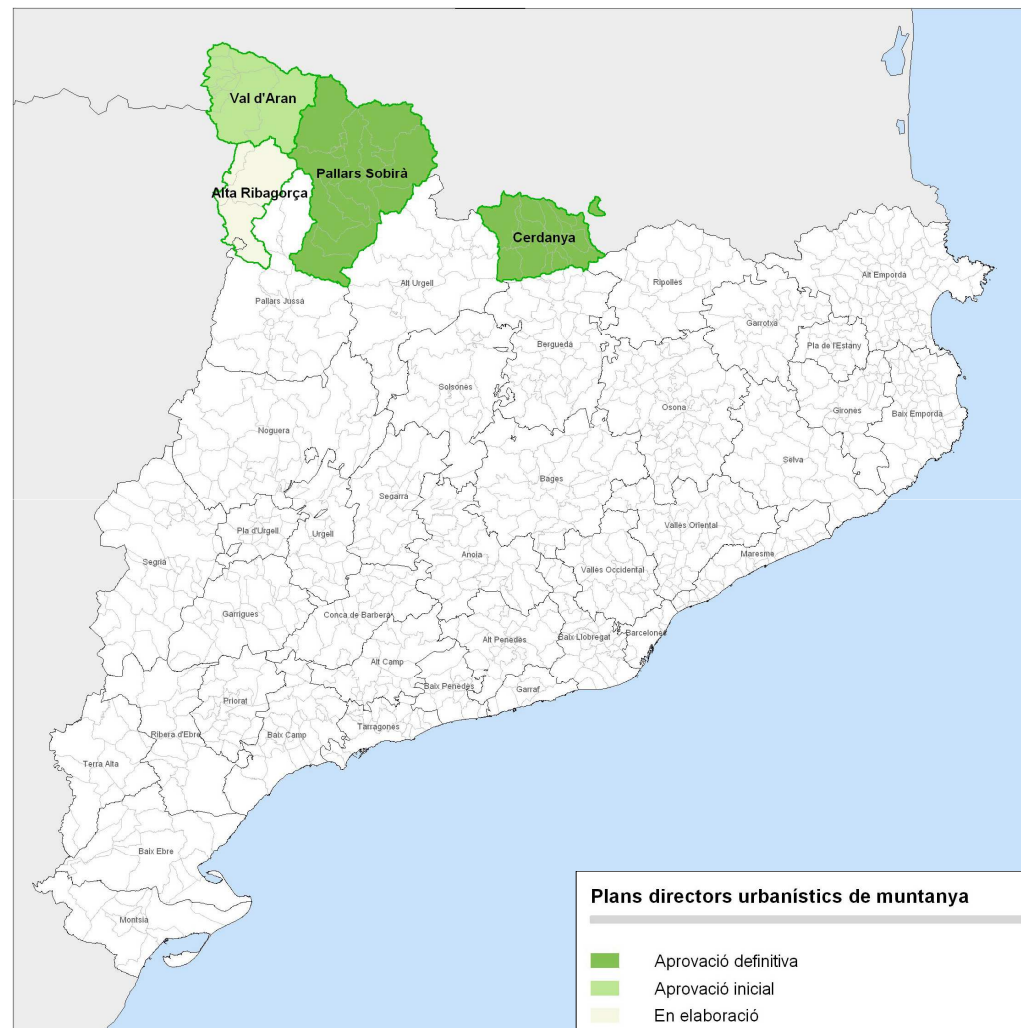 Val d'Aran
Pallars Sobirà
Alta Ribagorça
Cerdanya
Alt Empordà
Alt Urgell
Ripollès
Pallars Jussà
Garrotxa
Bergueda
Pla de l'Estany
Solsonès
Osona
Gironès
Baix Empordà
Noguera
Selva
Bages
Segarra
Vallès Oriental
Pla d'Urgell
Urgell
Maresme
Anoia
Segrià
Vallès Occidental
Garrigues
Conca de Barberà
Barcelonès
Baix Llobregat
Alt Penedès
Alt Camp
Baix Penedès
Garraf
Priorat
Tarragonès
Ribera d'Ebre
Baix Camp
Terra Alta
Baix Ebre
Montsià
Plans directors urbanístics de muntanya
Aprovació definitiva
Aprovació inicial
En elaboració